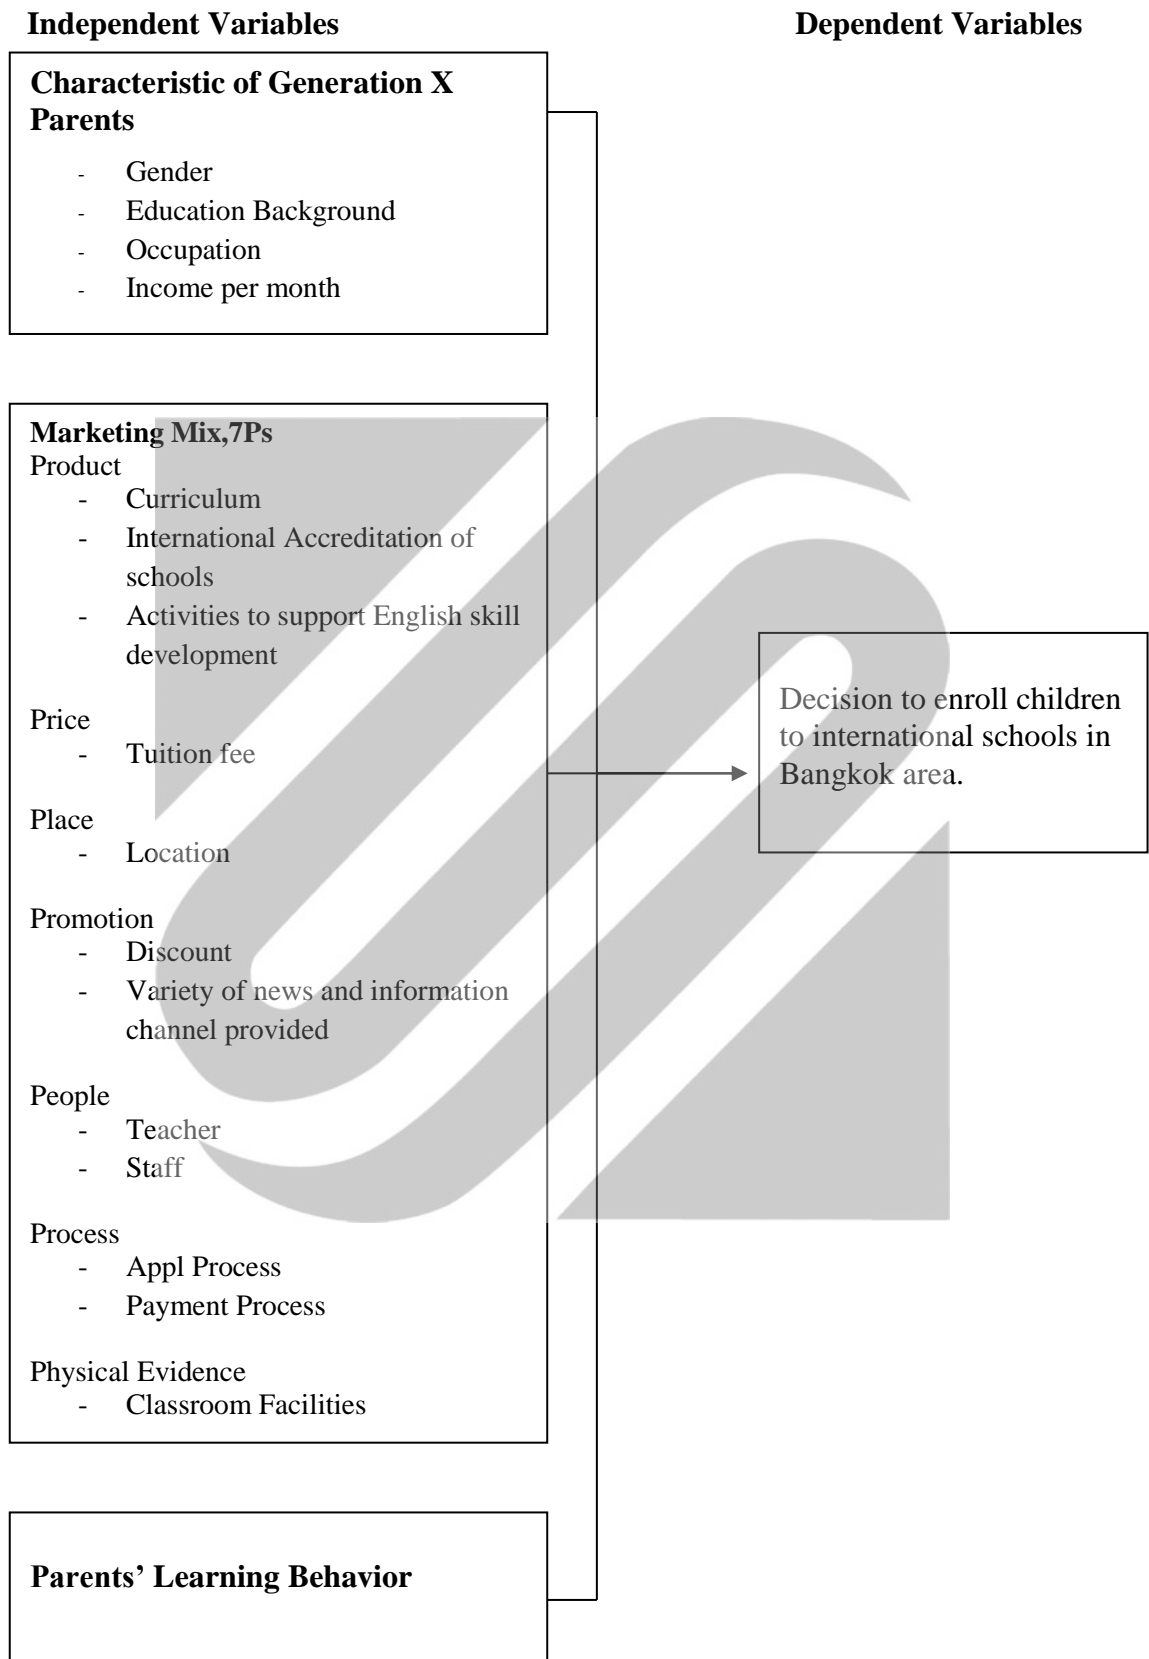 Independent Variables
Dependent Variables
Characteristic of Generation X
Parents
- Gender
- Education Background
- Occupation
- Income per month
Marketing Mix,7Ps
Product
- Curriculum
- International Accreditation of
schools
- Activities to support English skill
development
Price
- Tuition fee
Place
- Location
Promotion
- Discount
- Variety of news and information
channel provided
People
- Teacher
- Staff
Process
- Appl Process
- Payment Process
Physical Evidence
- Classroom Facilities
Parents’ Learning Behavior
Decision to enroll children
to international schools in
Bangkok area.